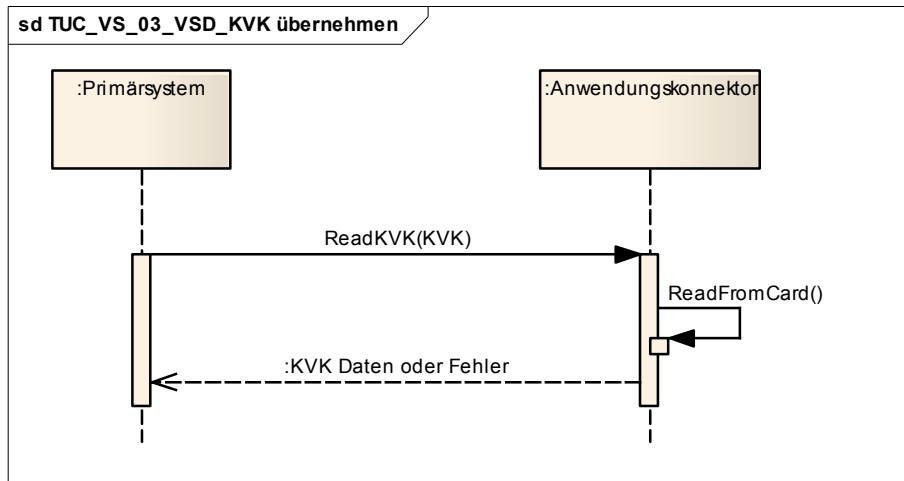 sd TUC_VS_03_VSD_KVK übernehmen
:Primärsystem
:Anwendungskonnektor
ReadKVK(KVK)
ReadFromCard()
:KVK Daten oder Fehler